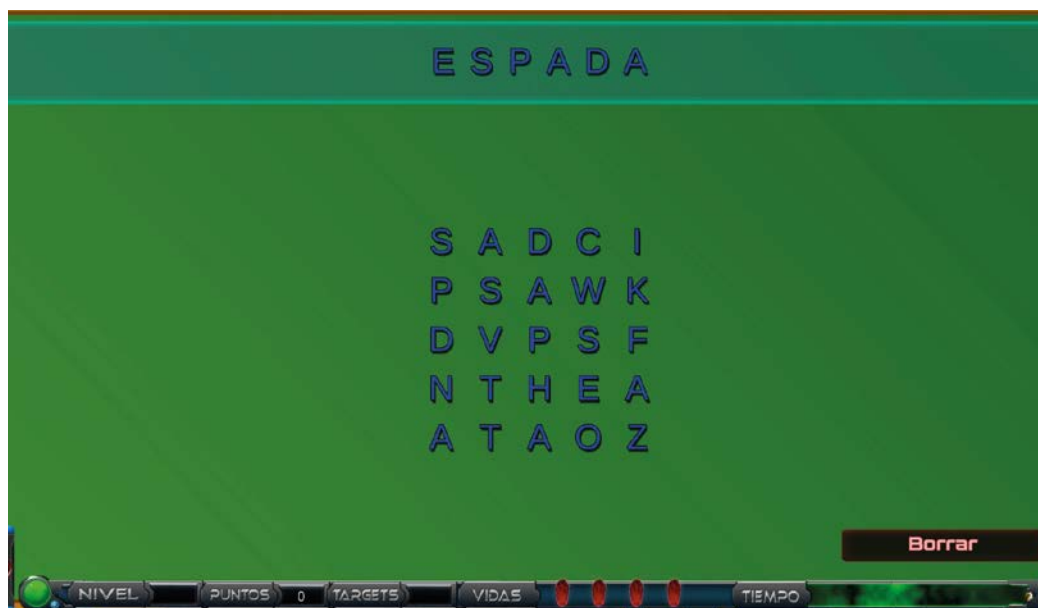 ESPADA
S A D C I
P S A W K
D V P S F
N T H E A
A T A O Z
Borrar
NIVEL PUNTOS 0 TARGETS VIDAS TIEMPO